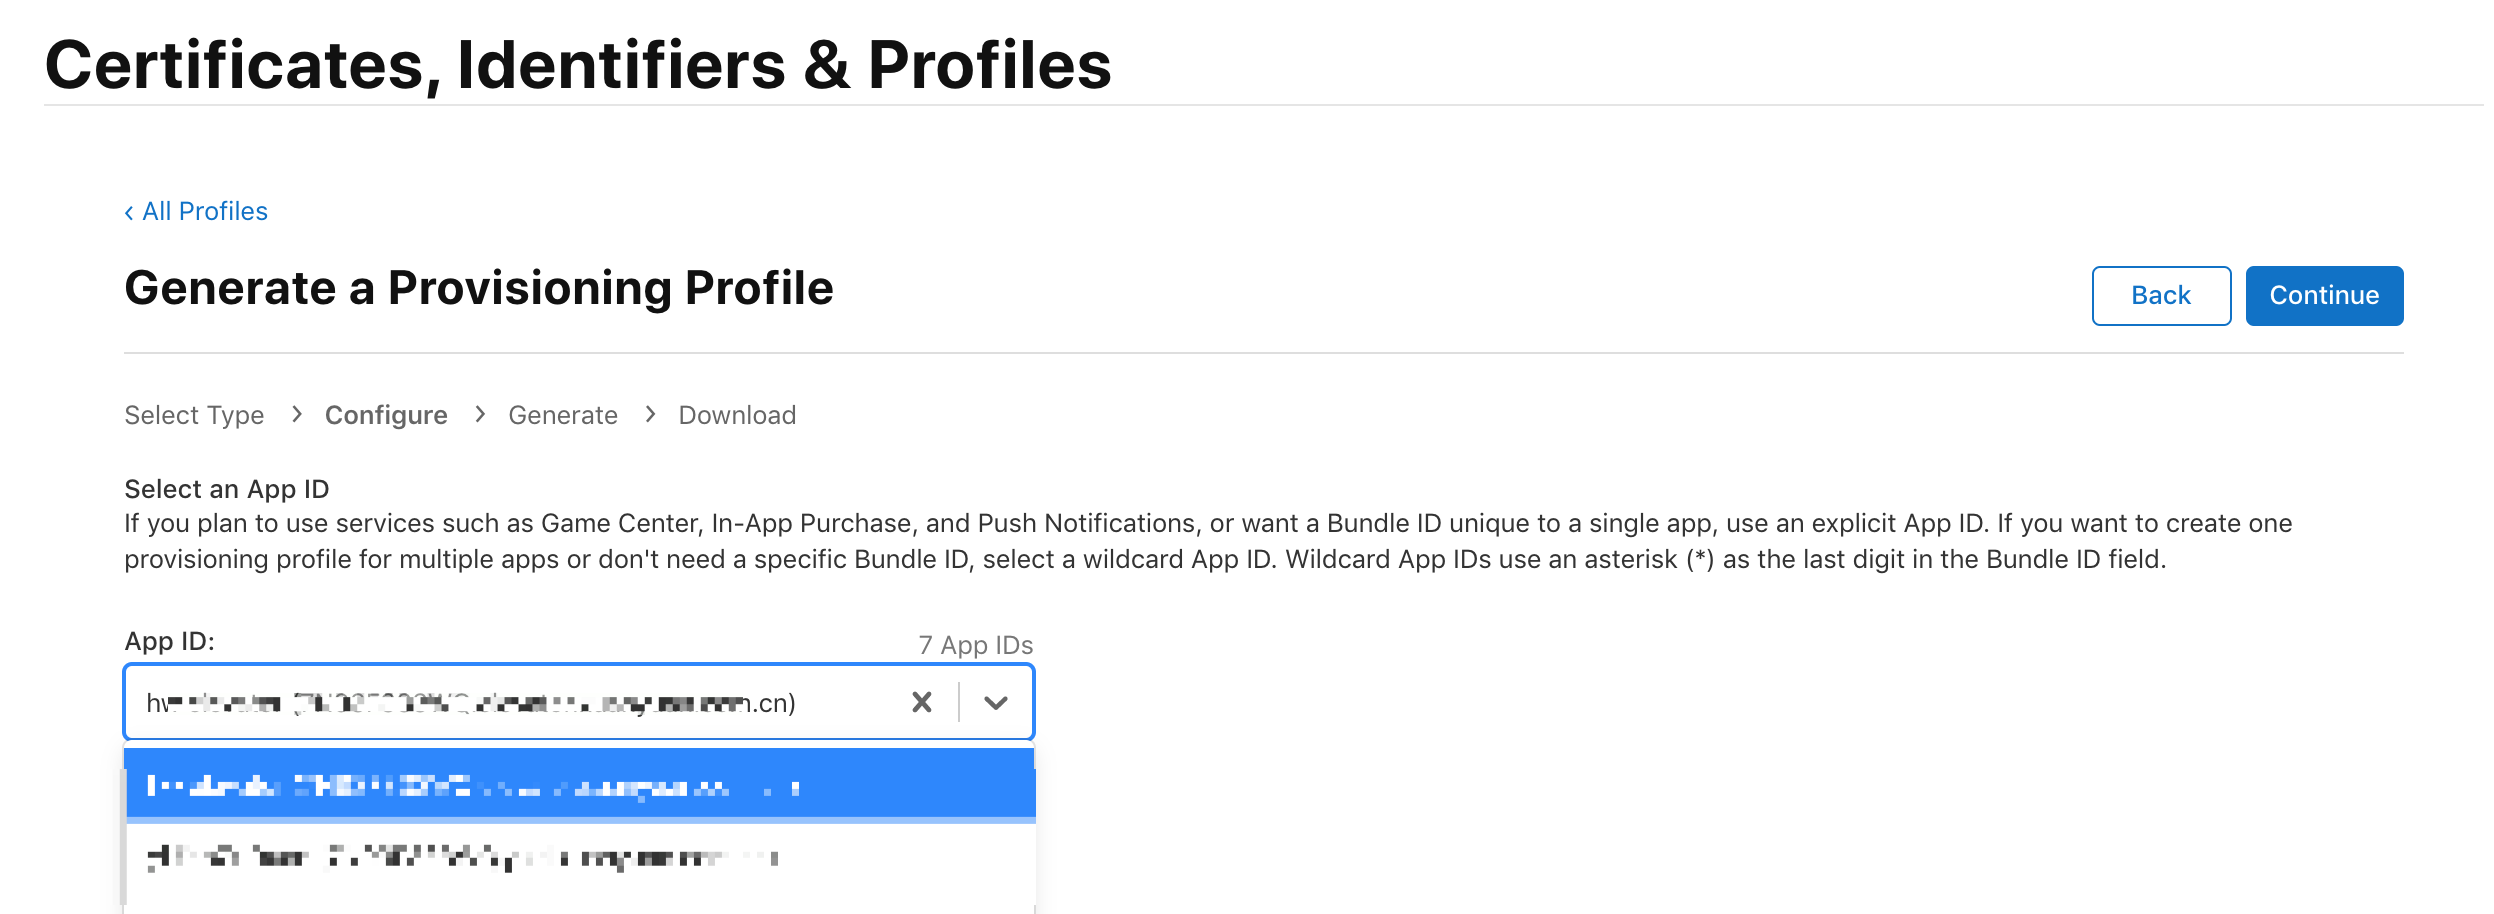 Certificates, Identifiers & Profiles
‹ All Profiles
Generate a Provisioning Profile
Back
Continue
Select Type > Configure > Generate > Download
Select an App ID
If you plan to use services such as Game Center, In-App Purchase, and Push Notifications, or want a Bundle ID unique to a single app, use an explicit App ID. If you want to create one
provisioning profile for multiple apps or don't need a specific Bundle ID, select a wildcard App ID. Wildcard App IDs use an asterisk (*) as the last digit in the Bundle ID field.
App ID:
7 App IDs
.cn)